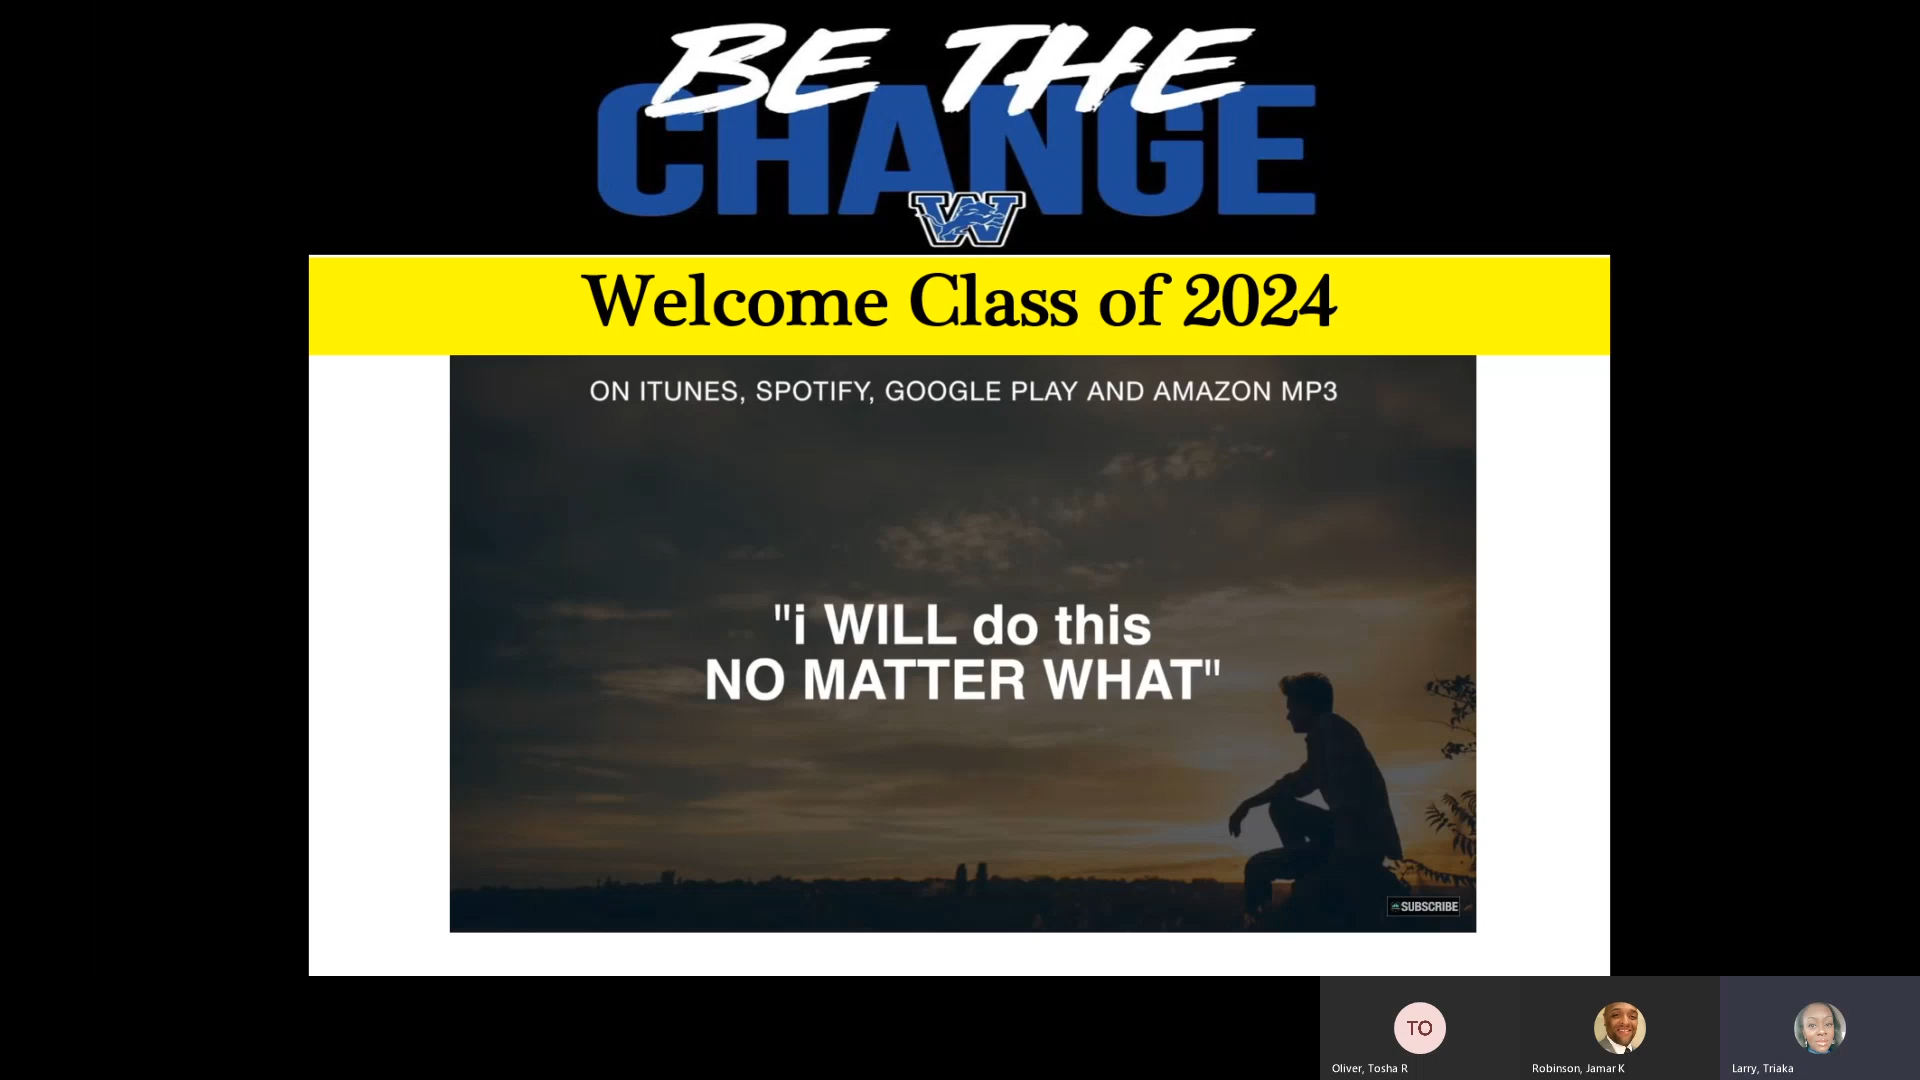 BE THE
CHANGE
W
Welcome Class of 2024
ON ITUNES, SPOTIFY, GOOGLE PLAY AND AMAZON MP3
"i WILL do this
NO MATTER WHAT"
SUBSCRIBE
TO
Oliver, Tosha R
Robinson, Jamar K
Larry, Triaka